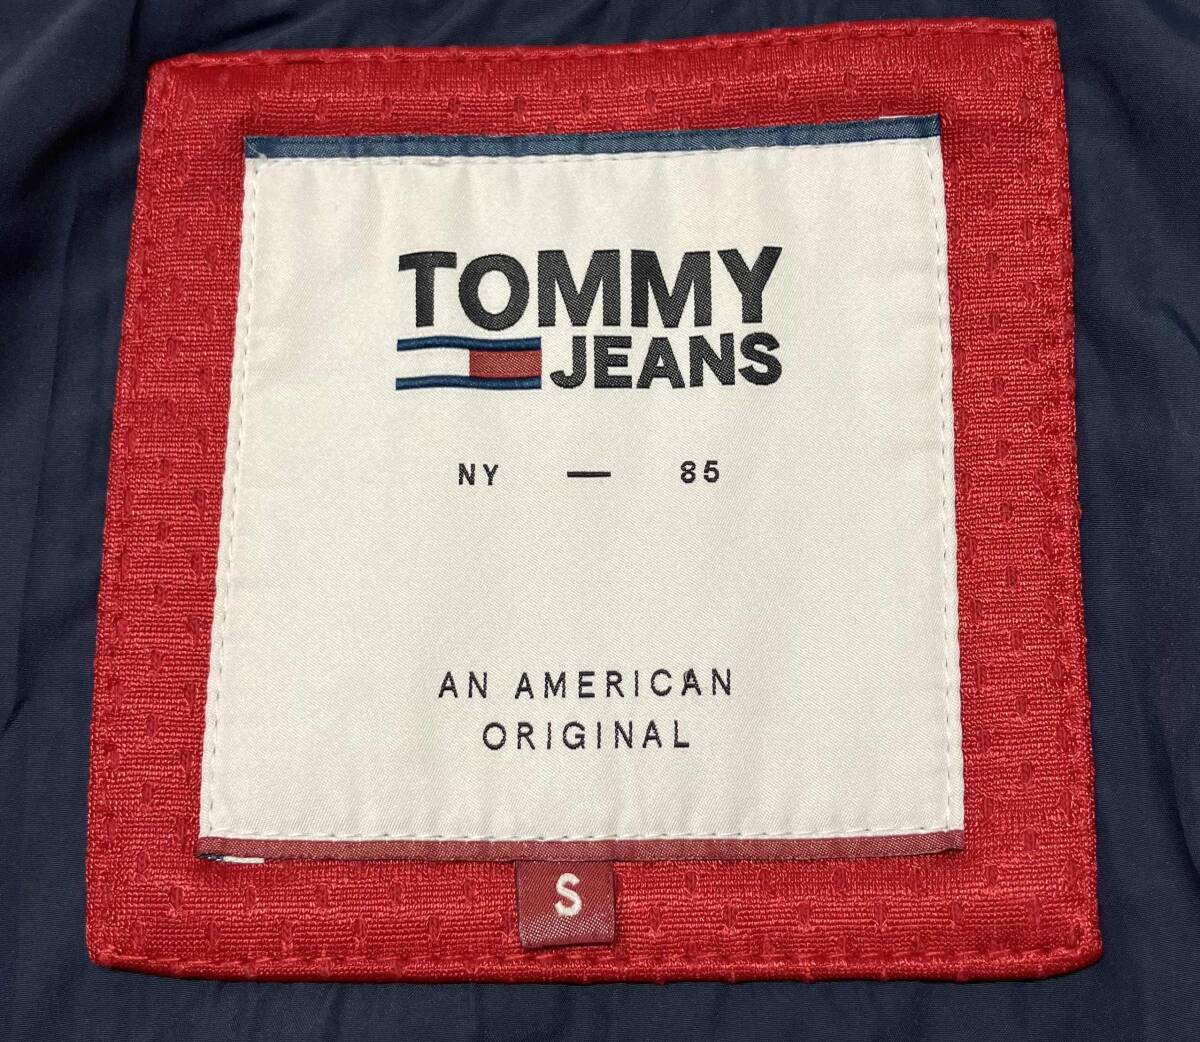 TOMMY
JEANS
NY — 85
AN AMERICAN
ORIGINAL
S